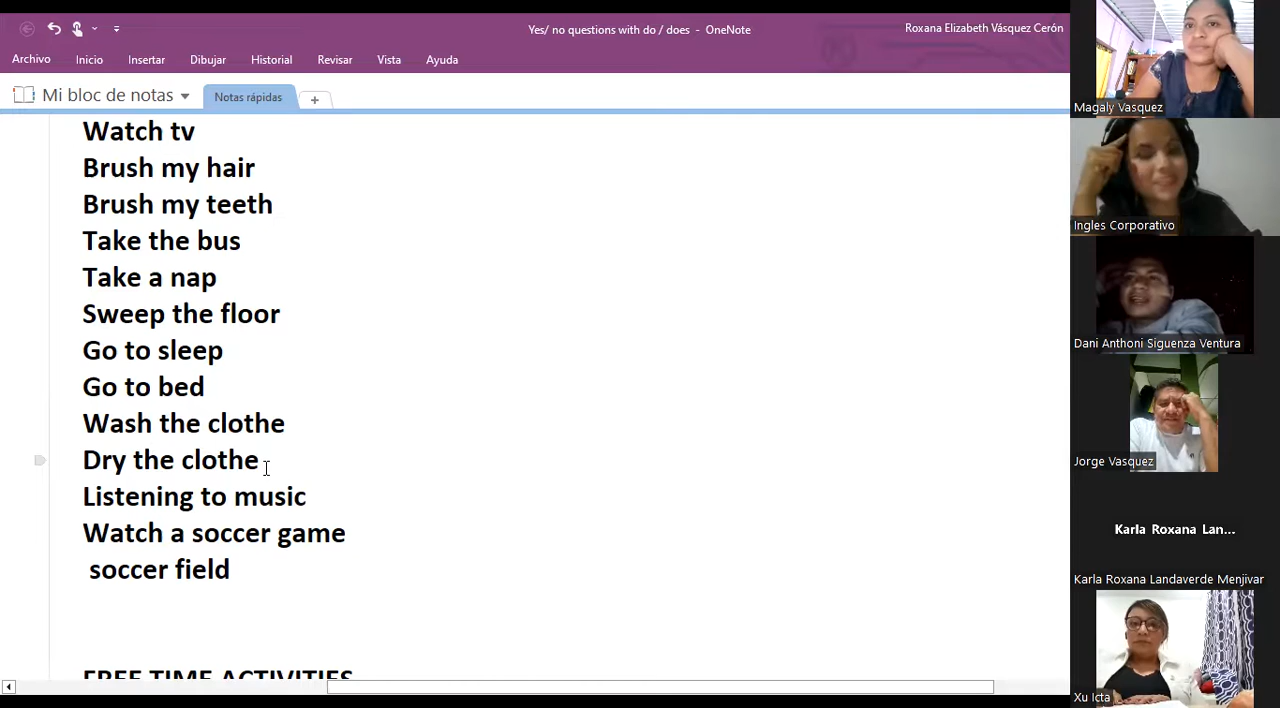 Yes/ no questions with do / does - OneNote
Roxana Elizabeth Vásquez Cerón
Archivo Inicio Insertar Dibujar Historial Revisar Vista Ayuda
Mi bloc de notas
Notas rápidas
Watch tv
Brush my hair
Brush my teeth
Take the bus
Take a nap
Sweep the floor
Go to sleep
Go to bed
Wash the clothe
Dry the clothe
Listening to music
Watch a soccer game
soccer field
FREE TIME ACTIVITIES
Magaly Vasquez
Ingles Corporativo
Dani Anthoni Siguenza Ventura
Jorge Vasquez
Karla Roxana Lan...
Karla Roxana Landaverde Menjivar
Xu Icta